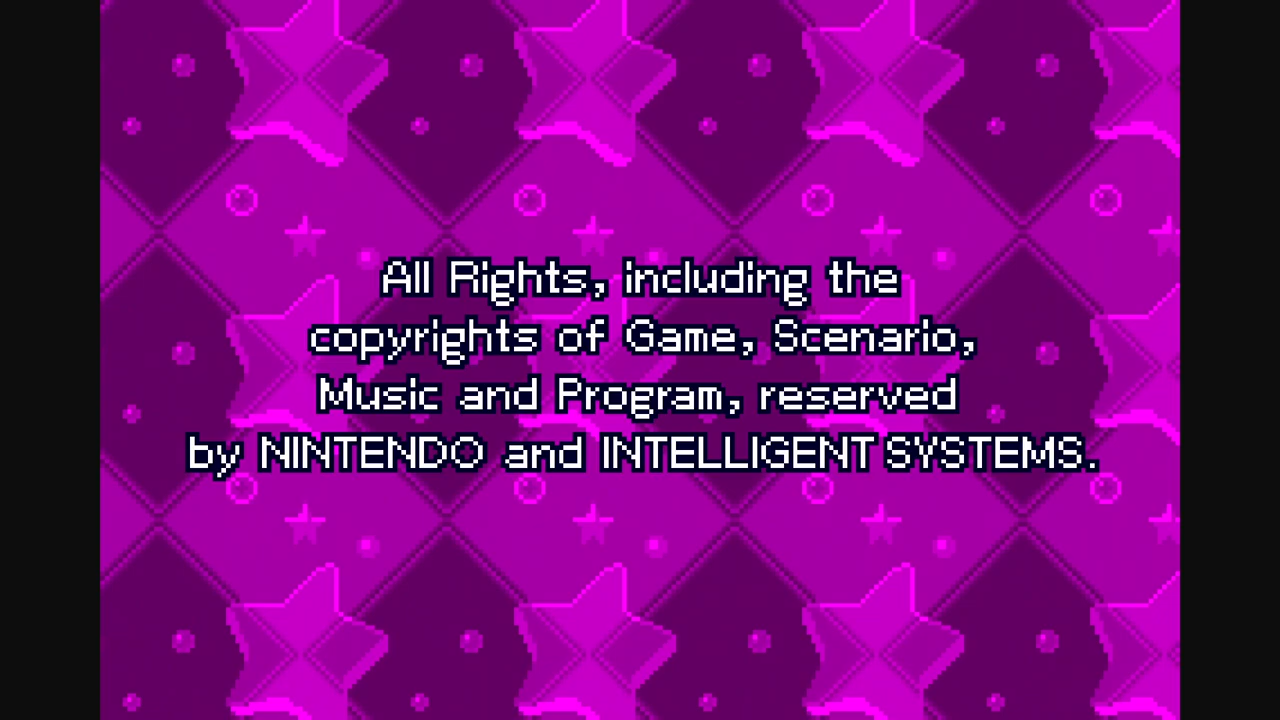 All Rights, including the
copyrights of Game, Scenario,
Music and Program, reserved
by NINTENDO and INTELLIGENT SYSTEMS.